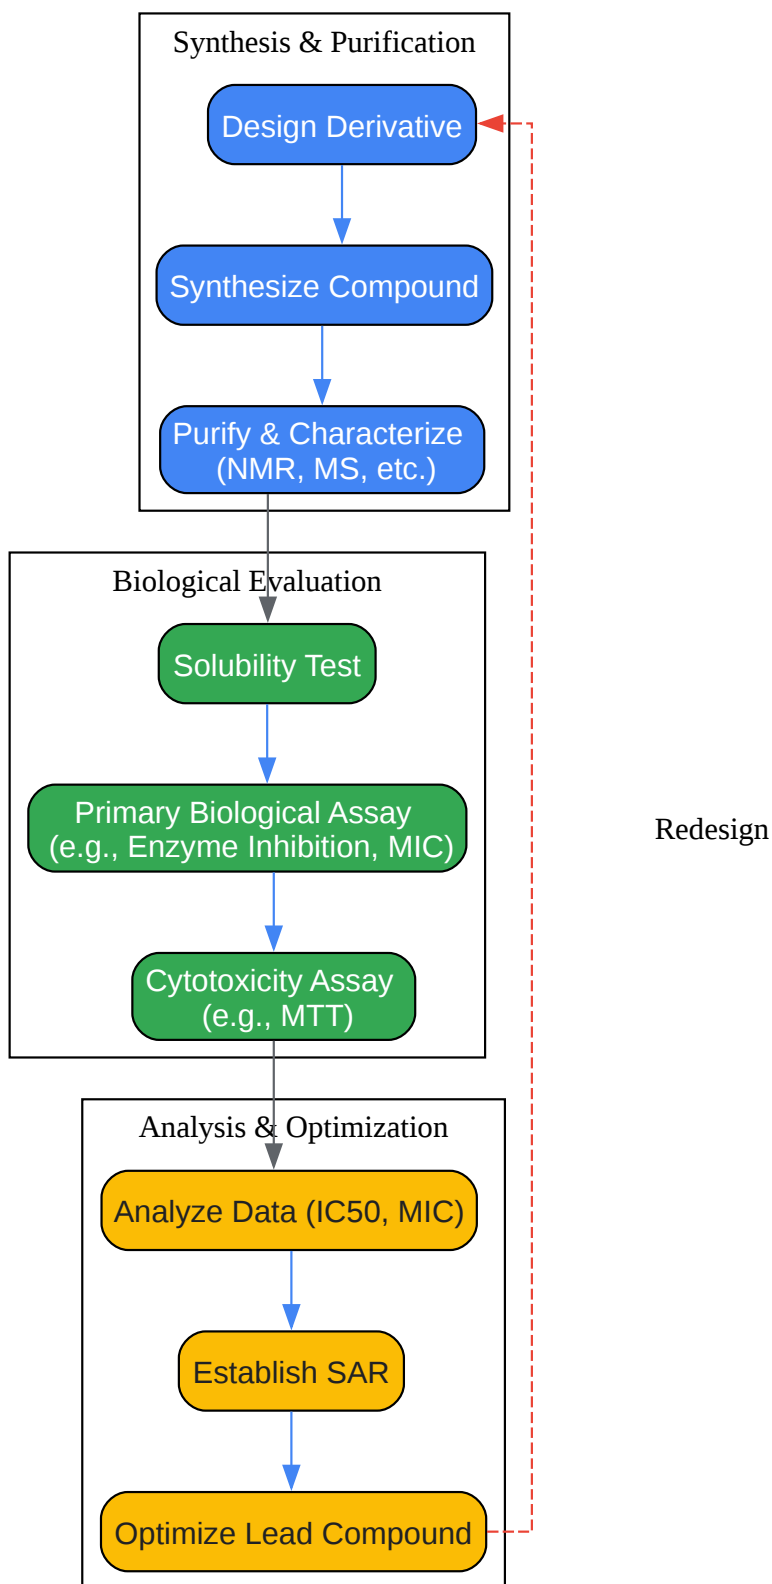 Synthesis & Purification
Design Derivative
Synthesize Compound
Purify & Characterize
(NMR, MS, etc.)
Biological Evaluation
Solubility Test
Primary Biological Assay
(e.g., Enzyme Inhibition, MIC)
Redesign
Cytotoxicity Assay
(e.g., MTT)
Analysis & Optimization
Analyze Data (IC50, MIC)
Establish SAR
Optimize Lead Compound